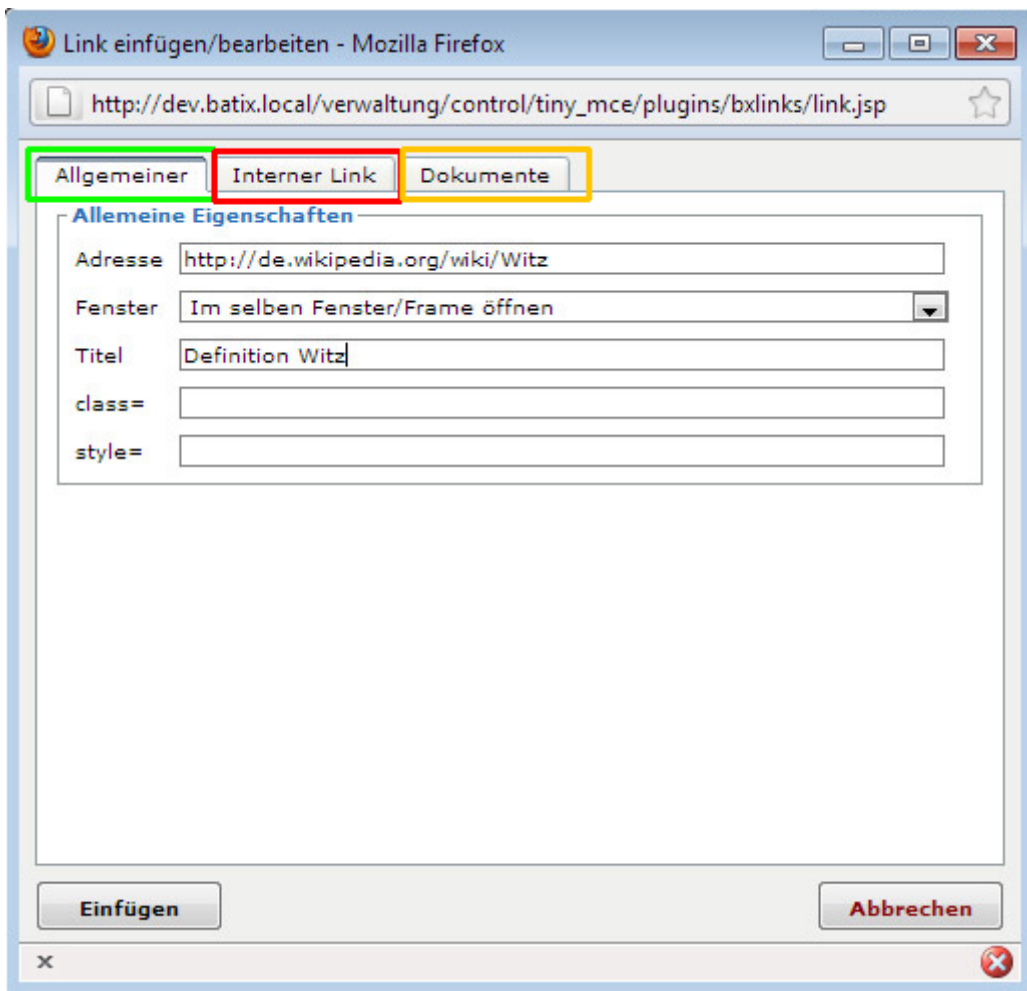 Link einfügen/bearbeiten - Mozilla Firefox
http://dev.batix.local/verwaltung/control/tiny_mce/plugins/bxlinks/link.jsp
Allgemeiner Interner Link Dokumente
Allemeine Eigenschaften
Adresse http://de.wikipedia.org/wiki/Witz
Fenster Im selben Fenster/Frame öffnen
Titel Definition Witz
class=
style=
Einfügen Abbrechen